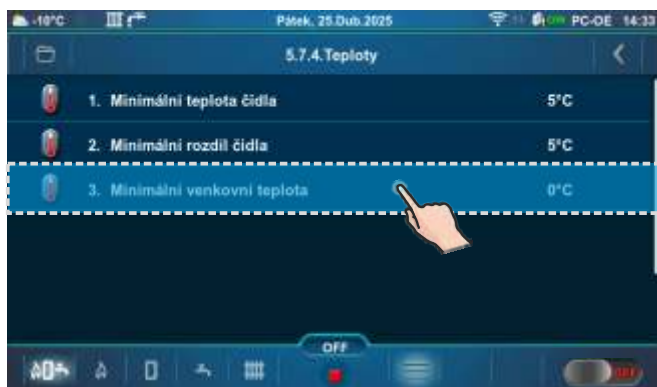 -10°C Pátek, 25.Dub.2025 PC-OE 14:33
5.7.4.Teploty
1. Minimální teplota čidla 5°C
2. Minimální rozdíl čidla 5°C
3. Minimální venkovní teplota 0°C
OFF
OFF